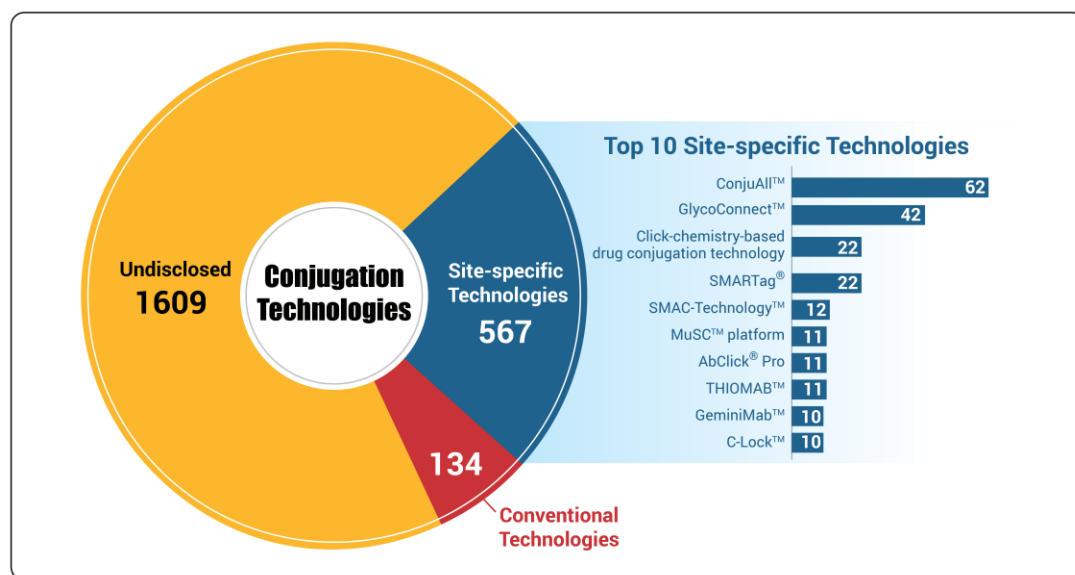 Undisclosed
1609
Conjugation
Technologies
Site-specific
Technologies
567
134
Conventional
Technologies
Top 10 Site-specific Technologies
ConjuAll™ 62
GlycoConnect™ 42
Click-chemistry-based
drug conjugation technology 22
SMARTag® 22
SMAC-Technology™ 12
MuSC™ platform 11
AbClick® Pro 11
THIOMAB™ 11
GeminiMab™ 10
C-Lock™ 10